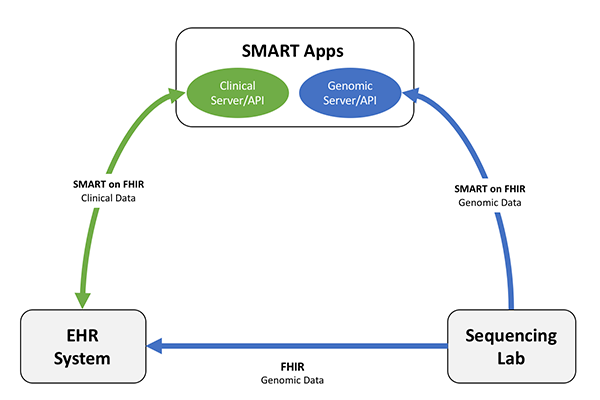 SMART Apps
Clinical
Server/API
Genomic
Server/API
SMART on FHIR
Clinical Data
SMART on FHIR
Genomic Data
EHR
System
Sequencing
Lab
FHIR
Genomic Data